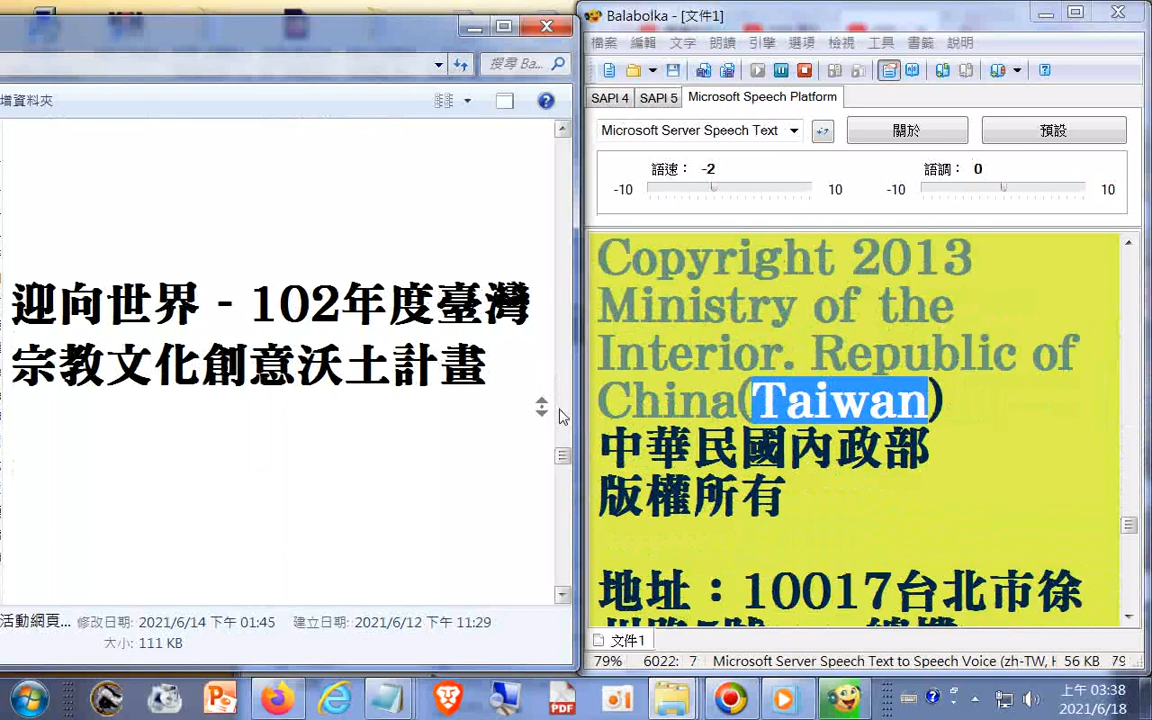 搜尋 Ba...
增資料夾
迎向世界－102年度臺灣
宗教文化創意沃土計畫
活動網頁... 修改日期: 2021/6/14 下午 01:45 建立日期: 2021/6/12 下午 11:29
大小: 111 KB
Balabolka - [文件1]
檔案 編輯 文字 朗讀 引擎 選項 檢視 工具 書籤 說明
SAPI 4 SAPI 5 Microsoft Speech Platform
Microsoft Server Speech Text 關於 預設
語速： -2 語調： 0
-10 10 -10 10
Copyright 2013
Ministry of the
Interior. Republic of
China(Taiwan)
中華民國內政部
版權所有
地址：10017台北市徐
文件1
79% 6022: 7 Microsoft Server Speech Text to Speech Voice (zh-TW, H 56 KB 79
PDF
上午 03:38
2021/6/18